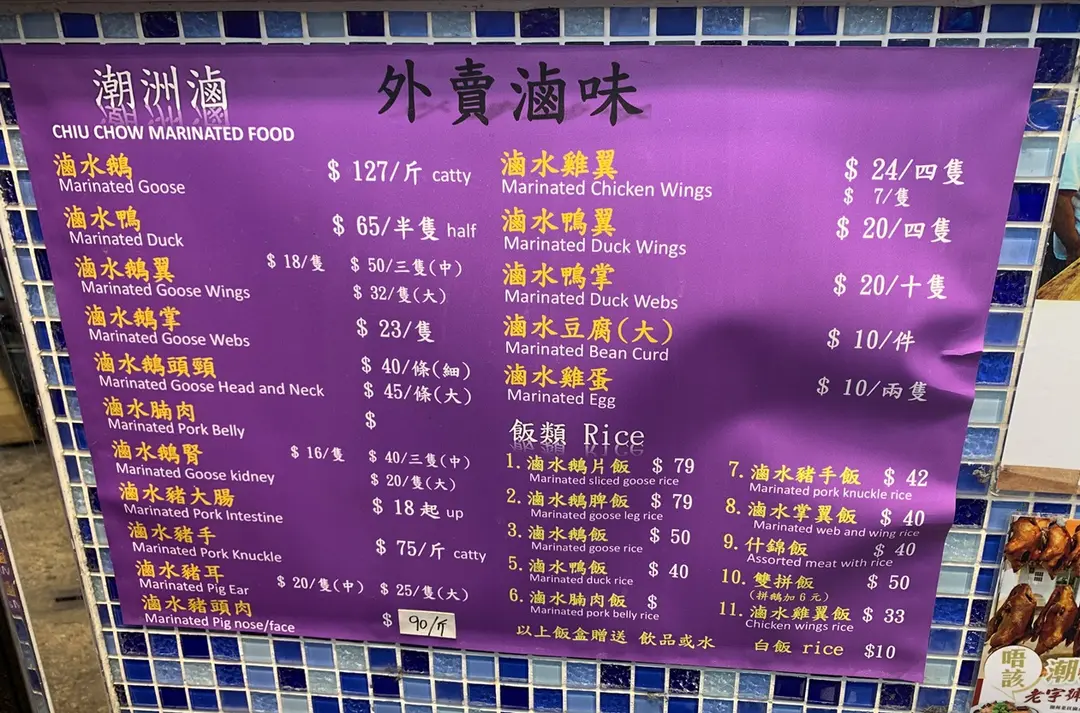 潮洲滷
外賣滷味
CHIU CHOW MARINATED FOOD
滷水鵝 $ 127/斤 catty
Marinated Goose
滷水鴨 $ 65/半隻 half
Marinated Duck
滷水鵝翼 $ 18/隻 $ 50/三隻(中)
Marinated Goose Wings $ 32/隻(大)
滷水鵝掌 $ 23/隻
Marinated Goose Webs
滷水鵝頭頸 $ 40/條(細)
Marinated Goose Head and Neck $ 45/條(大)
滷水腩肉 $
Marinated Pork Belly
滷水鵝腎 $ 16/隻 $ 40/三隻(中)
Marinated Goose kidney $ 20/隻(大)
滷水豬大腸 $ 18 起 up
Marinated Pork Intestine
滷水豬手 $ 75/斤 catty
Marinated Pork Knuckle
滷水豬耳 $ 20/隻(中) $ 25/隻(大)
Marinated Pig Ear
滷水豬頭肉 $ 90/斤
Marinated Pig nose/face
滷水雞翼 $ 24/四隻
Marinated Chicken Wings $ 7/隻
滷水鴨翼 $ 20/四隻
Marinated Duck Wings
滷水鴨掌 $ 20/十隻
Marinated Duck Webs
滷水豆腐(大) $ 10/件
Marinated Bean Curd
滷水雞蛋 $ 10/兩隻
Marinated Egg
飯類 Rice
1. 滷水鵝片飯 $ 79
Marinated sliced goose rice
2. 滷水鵝脾飯 $ 79
Marinated goose leg rice
3. 滷水鵝飯 $ 50
Marinated goose rice
5. 滷水鴨飯 $ 40
Marinated duck rice
6. 滷水腩肉飯 $
Marinated pork belly rice
7. 滷水豬手飯 $ 42
Marinated pork knuckle rice
8. 滷水掌翼飯 $ 40
Marinated web and wing rice
9. 什錦飯 $ 40
Assorted meat with rice
10. 雙拼飯 $ 50
(拼鵝加 6 元)
11. 滷水雞翼飯 $ 33
Chicken wings rice
以上飯盒贈送 飲品或水
白飯 rice $10
唔該
潮
老字號